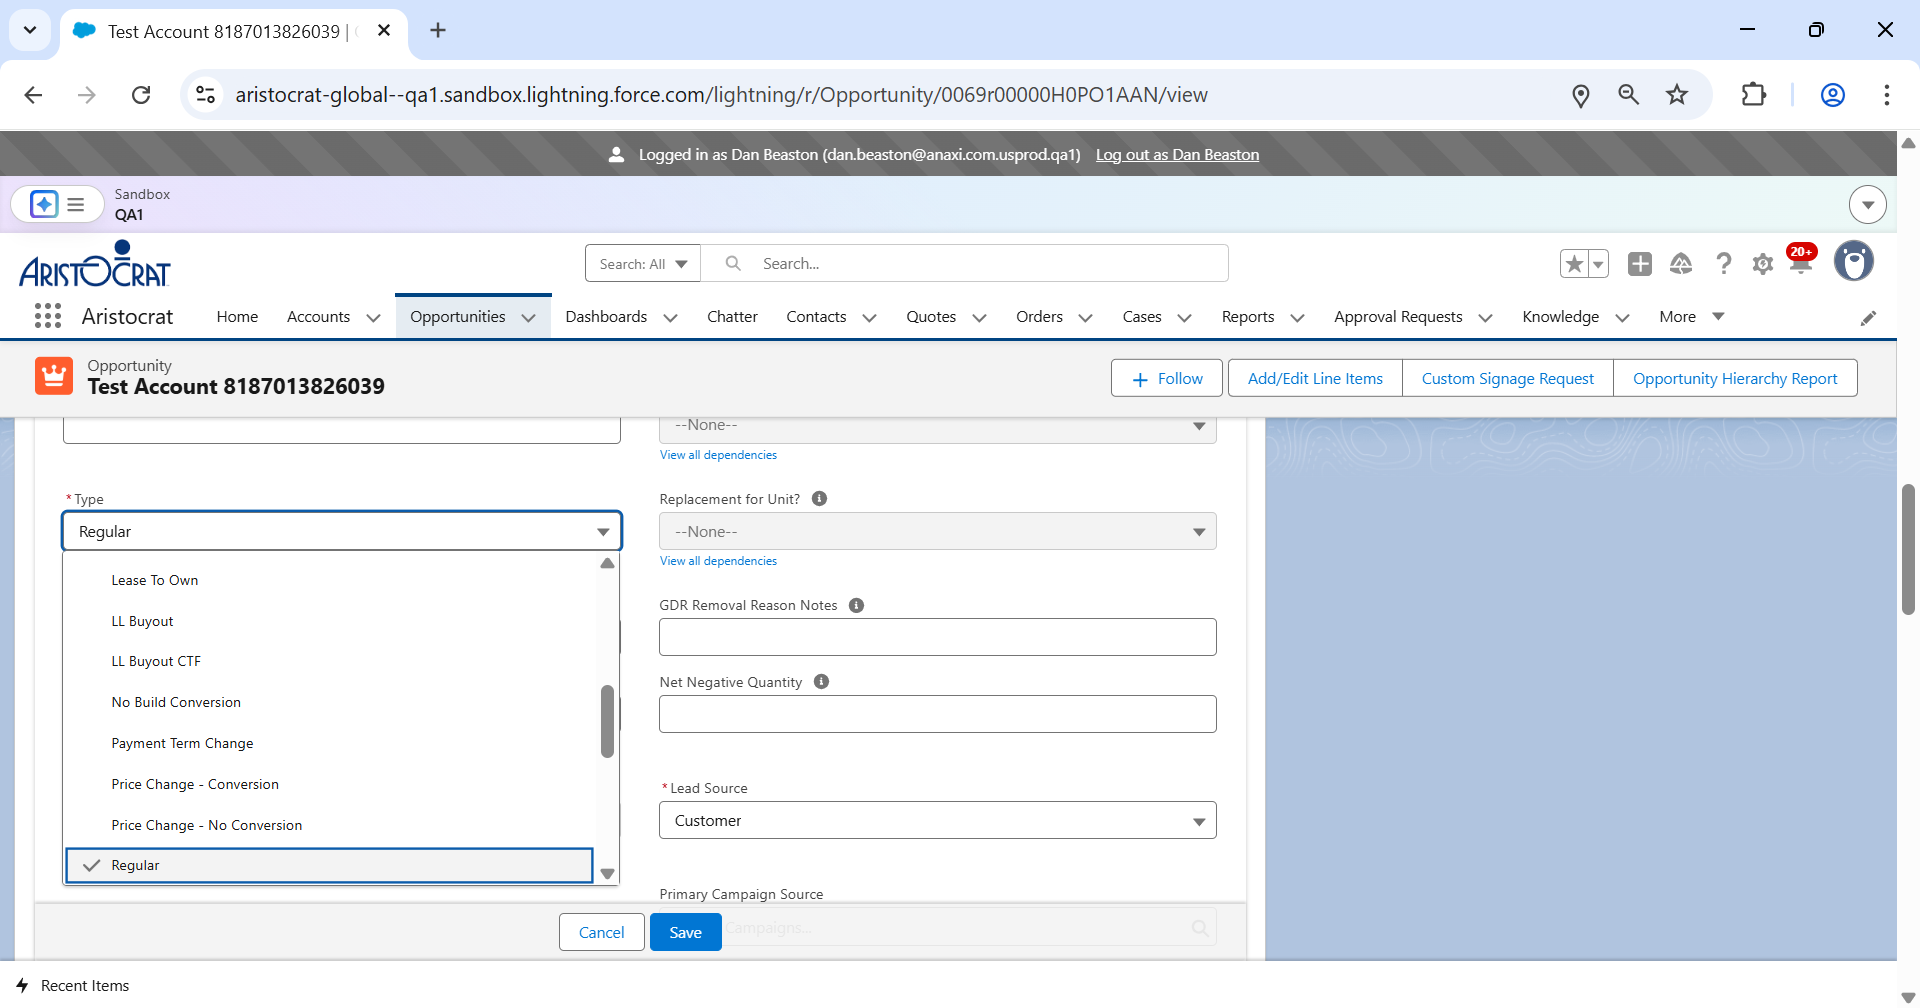 Test Account 8187013826039 |
aristocrat-global--qa1.sandbox.lightning.force.com/lightning/r/Opportunity/0069r00000H0PO1AAN/view
Logged in as Dan Beaston (dan.beaston@anaxi.com.usprod.qa1) Log out as Dan Beaston
Sandbox
QA1
ARISTOCRAT
Search: All
Search...
20+
Aristocrat
Home
Accounts
Opportunities
Dashboards
Chatter
Contacts
Quotes
Orders
Cases
Reports
Approval Requests
Knowledge
More
Opportunity
Test Account 8187013826039
Follow
Add/Edit Line Items
Custom Signage Request
Opportunity Hierarchy Report
--None--
View all dependencies
*Type
Regular
Replacement for Unit?
--None--
View all dependencies
Lease To Own
LL Buyout
LL Buyout CTF
No Build Conversion
Payment Term Change
Price Change - Conversion
Price Change - No Conversion
Regular
GDR Removal Reason Notes
Net Negative Quantity
*Lead Source
Customer
Primary Campaign Source
Campaigns...
Cancel
Save
Recent Items